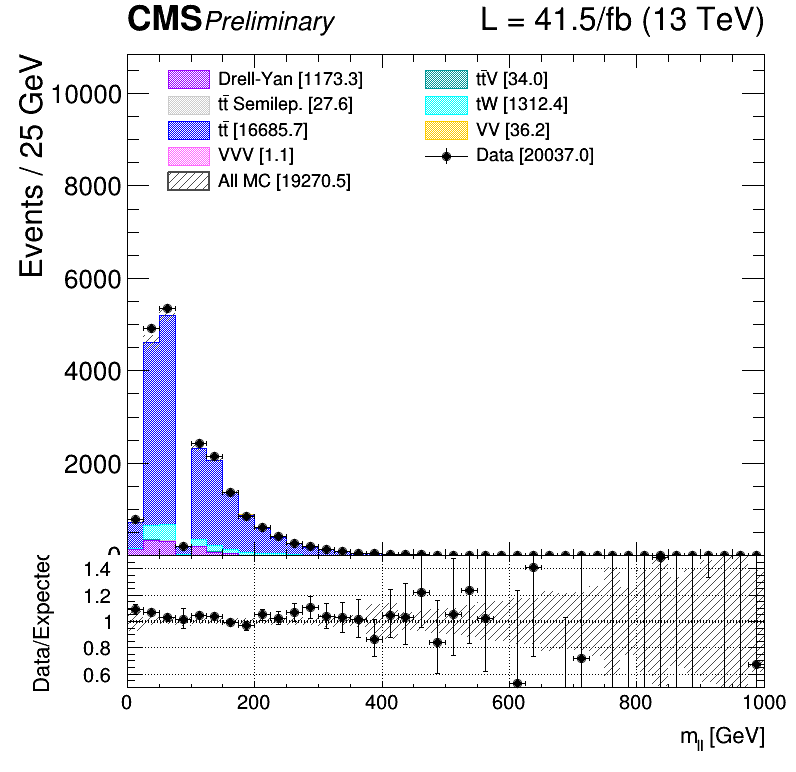 CMS Preliminary L = 41.5/fb (13 TeV)
Events / 25 GeV
10000
8000
6000
4000
2000
0
Drell-Yan [1173.3]
tt̄ Semilep. [27.6]
tt̄ [16685.7]
VVV [1.1]
All MC [19270.5]
tt̄V [34.0]
tW [1312.4]
VV [36.2]
Data [20037.0]
Data/Expected
1.4
1.2
1
0.8
0.6
0 200 400 600 800 1000
m_ll [GeV]